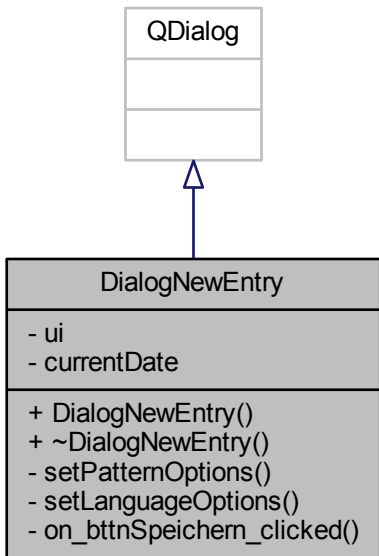 QDialog
DialogNewEntry
- ui
- currentDate
+ DialogNewEntry()
+ ~DialogNewEntry()
- setPatternOptions()
- setLanguageOptions()
- on_bttnSpeichern_clicked()